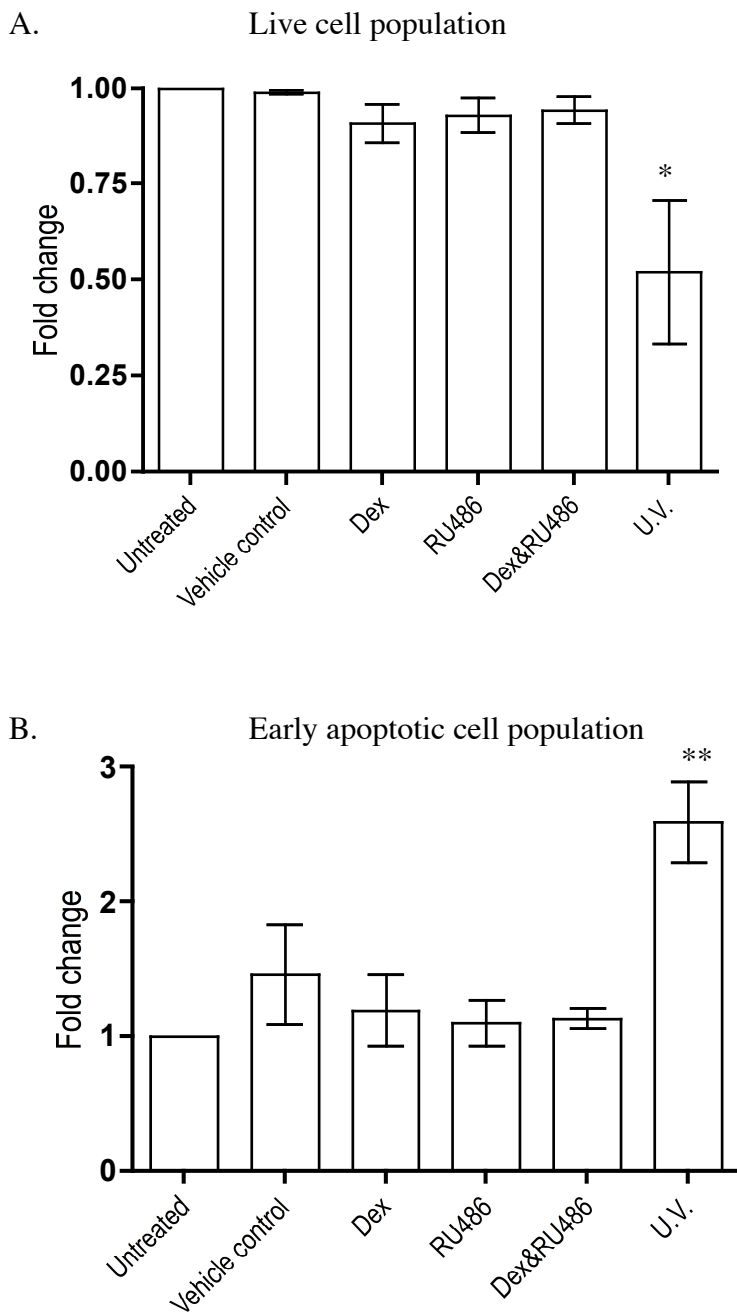 A. Live cell population
*
1.00
0.75
0.50
0.25
0.00
Fold change
Untreated
Vehicle control
Dex
RU486
Dex&RU486
U.V.
B. Early apoptotic cell population
**
3
2
1
0
Fold change
Untreated
Vehicle control
Dex
RU486
Dex&RU486
U.V.